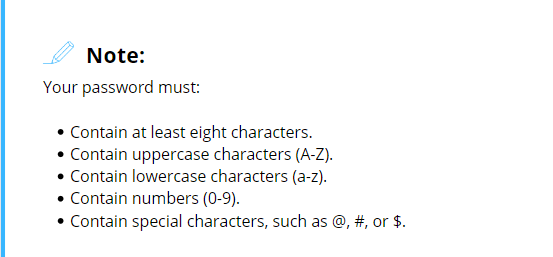 Note:
Your password must:
• Contain at least eight characters.
• Contain uppercase characters (A-Z).
• Contain lowercase characters (a-z).
• Contain numbers (0-9).
• Contain special characters, such as @, #, or $.